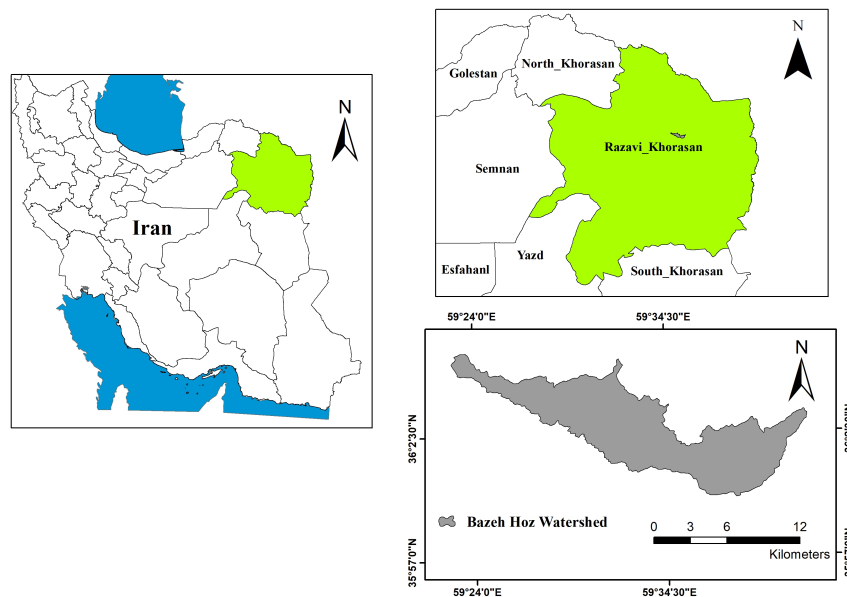 N
Iran
N
Golestan
North_Khorasan
Razavi_Khorasan
Semnan
Yazd
Esfahanl
South_Khorasan
59°24'0"E
59°34'30"E
N
36°2'30"N
35°57'0"N
Bazeh Hoz Watershed
0 3 6 12
Kilometers
59°24'0"E
59°34'30"E